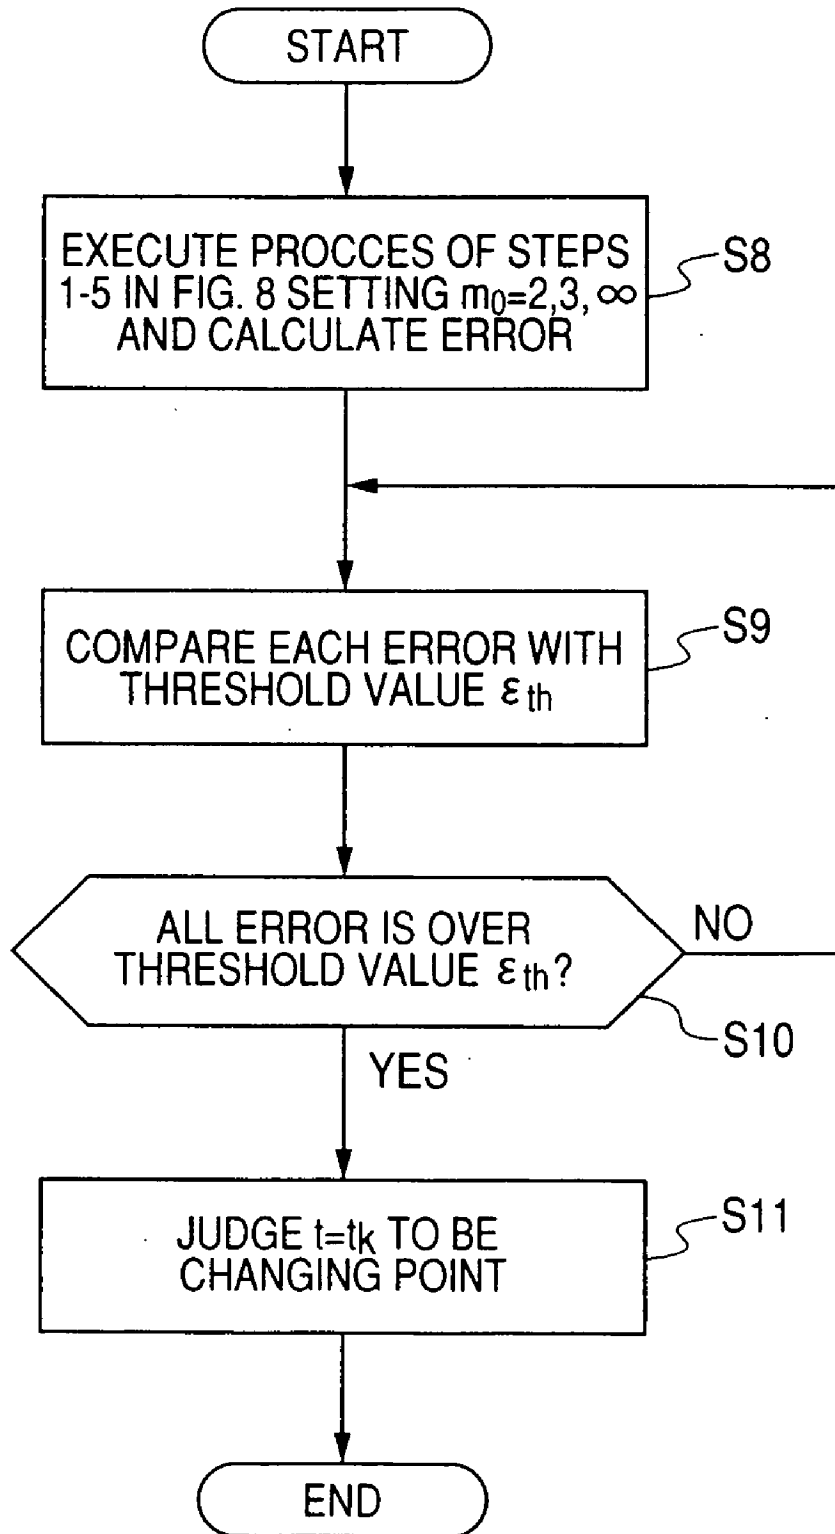 START
EXECUTE PROCCES OF STEPS
1-5 IN FIG. 8 SETTING m0=2,3, ∞
AND CALCULATE ERROR
S8
COMPARE EACH ERROR WITH
THRESHOLD VALUE εth
S9
ALL ERROR IS OVER
THRESHOLD VALUE εth?
NO
S10
YES
JUDGE t=tk TO BE
CHANGING POINT
S11
END